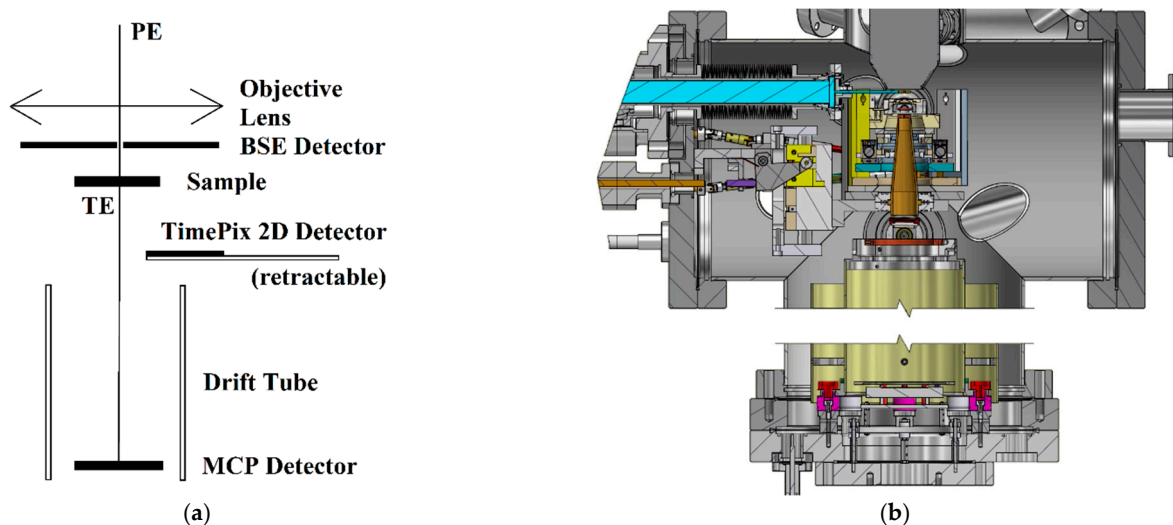 PE
Objective
Lens
BSE Detector
Sample
TE
TimePix 2D Detector
(retractable)
Drift Tube
MCP Detector
(a)
(b)